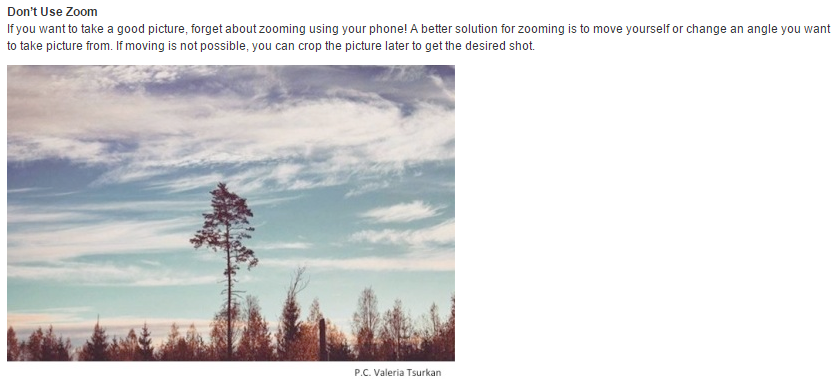 Don't Use Zoom
If you want to take a good picture, forget about zooming using your phone! A better solution for zooming is to move yourself or change an angle you want
to take picture from. If moving is not possible, you can crop the picture later to get the desired shot.
P.C. Valeria Tsurkan